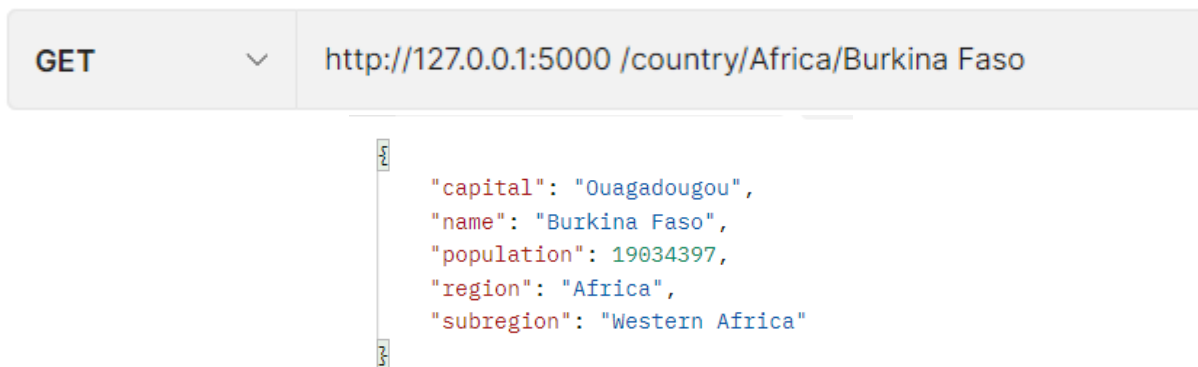 GET http://127.0.0.1:5000 /country/Africa/Burkina Faso
{
"capital": "Ouagadougou",
"name": "Burkina Faso",
"population": 19034397,
"region": "Africa",
"subregion": "Western Africa"
}